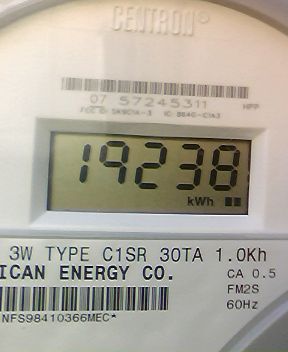 CENTRON®
07 57245311 HPP
19238
kWh
3W TYPE C1SR 30TA 1.0Kh
ICAN ENERGY CO.
CA 0.5
FM2S
60Hz
NFS98410366MEC*